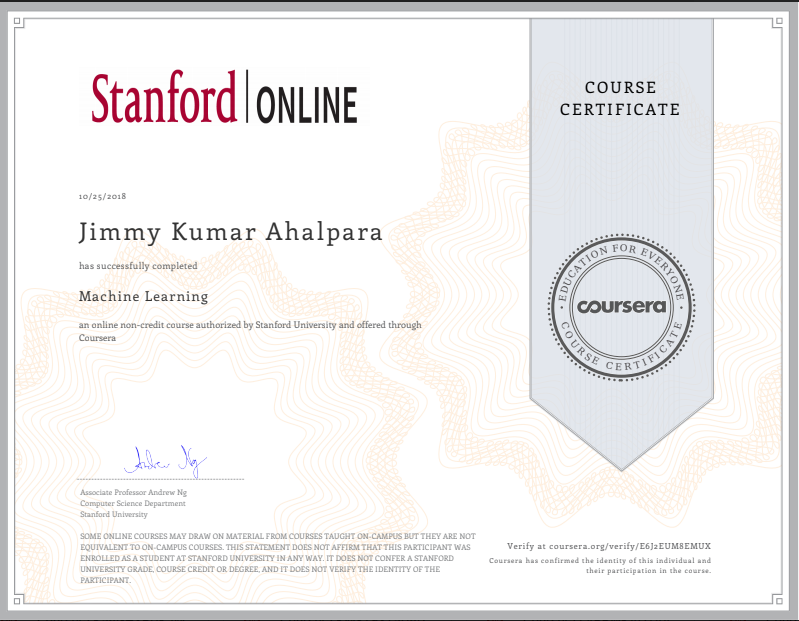 Stanford | ONLINE
COURSE
CERTIFICATE
10/25/2018
Jimmy Kumar Ahalpara
has successfully completed
Machine Learning
an online non-credit course authorized by Stanford University and offered through
Coursera
EDUCATION FOR EVERYONE
coursera
COURSE CERTIFICATE
Andrew Ng
Associate Professor Andrew Ng
Computer Science Department
Stanford University
SOME ONLINE COURSES MAY DRAW ON MATERIAL FROM COURSES TAUGHT ON-CAMPUS BUT THEY ARE NOT
EQUIVALENT TO ON-CAMPUS COURSES. THIS STATEMENT DOES NOT AFFIRM THAT THIS PARTICIPANT WAS
ENROLLED AS A STUDENT AT STANFORD UNIVERSITY IN ANY WAY. IT DOES NOT CONFER A STANFORD
UNIVERSITY GRADE, COURSE CREDIT OR DEGREE, AND IT DOES NOT VERIFY THE IDENTITY OF THE
PARTICIPANT.
Verify at coursera.org/verify/E6J2EUM8EMUX
Coursera has confirmed the identity of this individual and
their participation in the course.